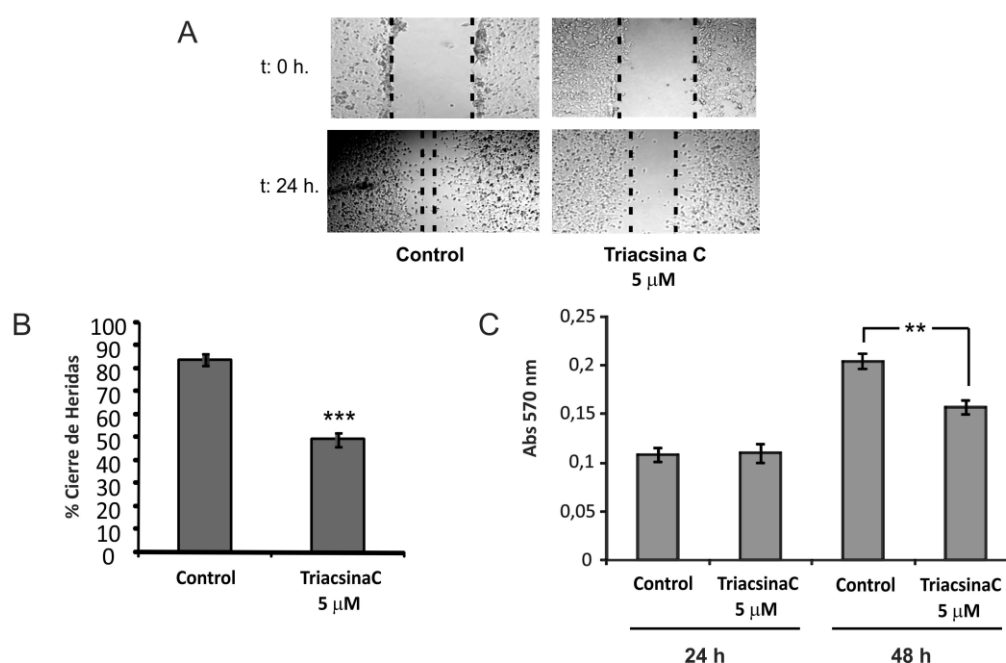 A
t: 0 h.
t: 24 h.
Control
Triacsina C
5 μM
B
% Cierre de Heridas
100
90
80
70
60
50
40
30
20
10
0
***
Control
TriacsinaC
5 μM
C
Abs 570 nm
0,25
0,2
0,15
0,1
0,05
0
**
Control
TriacsinaC
5 μM
Control
TriacsinaC
5 μM
24 h
48 h